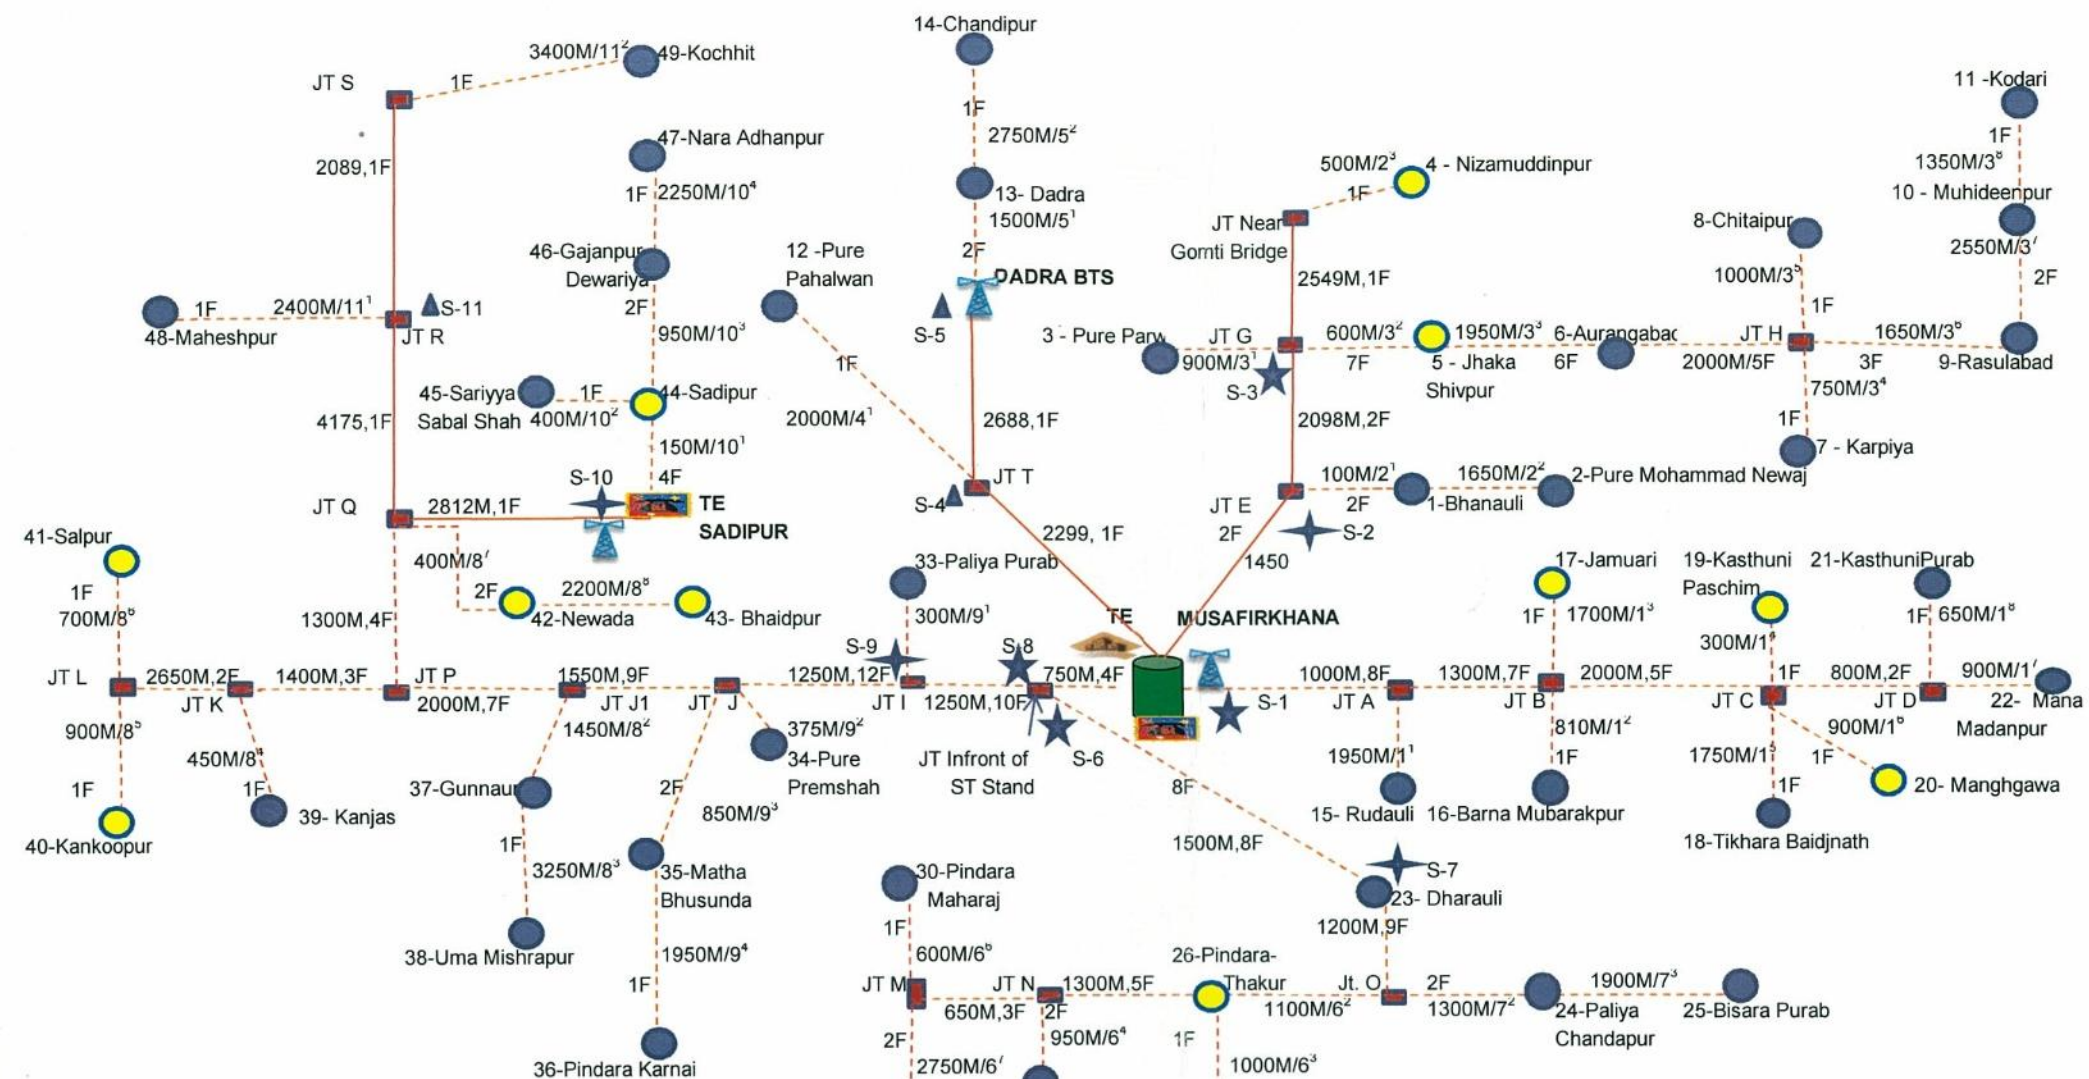 14-Chandipur
3400M/11²
49-Kochhit
JT S
1F
11 -Kodari
1F
2750M/5²
47-Nara Adhanpur
1F
1350M/3⁸
2089,1F
500M/2³
4 - Nizamuddinpur
1F
1F
2250M/10⁴
13- Dadra
1500M/5¹
10 - Muhideenpur
JT Near
Gomti Bridge
8-Chitaipur
46-Gajanpur
Dewariya
12 -Pure
Pahalwan
2F
DADRA BTS
2549M,1F
1000M/3⁵
2550M/3⁷
2F
1F
2400M/11¹
S-11
2F
1F
48-Maheshpur
JT R
950M/10³
S-5
3 - Pure Parw
JT G
600M/3²
1950M/3³
6-Aurangabac
JT H
1650M/3⁶
900M/3¹
7F
5 - Jhaka
Shivpur
6F
2000M/5F
3F
9-Rasulabad
1F
45-Sariyya
Sabal Shah
1F
44-Sadipur
400M/10²
S-3
750M/3⁴
4175,1F
2000M/4¹
2688,1F
2098M,2F
1F
150M/10¹
7 - Karpiya
S-10
4F
JT T
100M/2¹
1650M/2²
2-Pure Mohammad Newaj
JT Q
2812M,1F
TE
SADIPUR
S-4
JT E
2F
1-Bhanauli
41-Salpur
2299, 1F
2F
S-2
400M/8⁷
33-Paliya Purab
1450
17-Jamuari
19-Kasthuni
Paschim
21-KasthuniPurab
1F
2F
2200M/8⁸
700M/8⁶
1300M,4F
42-Newada
43- Bhaidpur
300M/9¹
TE
MUSAFIRKHANA
1F
1700M/1³
1F
650M/1⁸
S-9
S-8
300M/1⁴
JT L
2650M,2F
1400M,3F
JT P
1550M,9F
1250M,12F
750M,4F
1000M,8F
1300M,7F
2000M,5F
1F
800M,2F
900M/1⁷
JT K
2000M,7F
JT J1
JT J
JT I
1250M,10F
S-1
JT A
JT B
JT C
JT D
22- Mana
Madanpur
900M/8⁵
1450M/8²
375M/9²
810M/1²
900M/1⁶
450M/8⁴
34-Pure
Premshah
JT Infront of
ST Stand
S-6
1950M/1¹
1F
1750M/1⁵
1F
1F
1F
37-Gunnaur
2F
8F
1F
20- Manghgawa
39- Kanjas
850M/9³
15- Rudauli
16-Barna Mubarakpur
40-Kankoopur
1F
1500M,8F
18-Tikhara Baidjnath
3250M/8³
35-Matha
Bhusunda
30-Pindara
Maharaj
S-7
23- Dharauli
1F
1200M,9F
38-Uma Mishrapur
1950M/9⁴
600M/6⁶
26-Pindara-
Thakur
1F
JT M
JT N
1300M,5F
Jt. O
2F
1900M/7³
650M,3F
2F
1100M/6²
1300M/7²
24-Paliya
Chandapur
25-Bisara Purab
2F
950M/6⁴
1F
36-Pindara Karnai
2750M/6⁷
1000M/6³